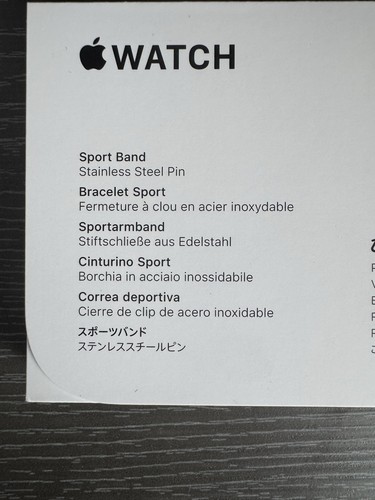 WATCH
Sport Band
Stainless Steel Pin
Bracelet Sport
Fermeture à clou en acier inoxydable
Sportarmband
Stiftschließe aus Edelstahl
Cinturino Sport
Borchia in acciaio inossidabile
Correa deportiva
Cierre de clip de acero inoxidable
スポーツバンド
ステンレススチールピン